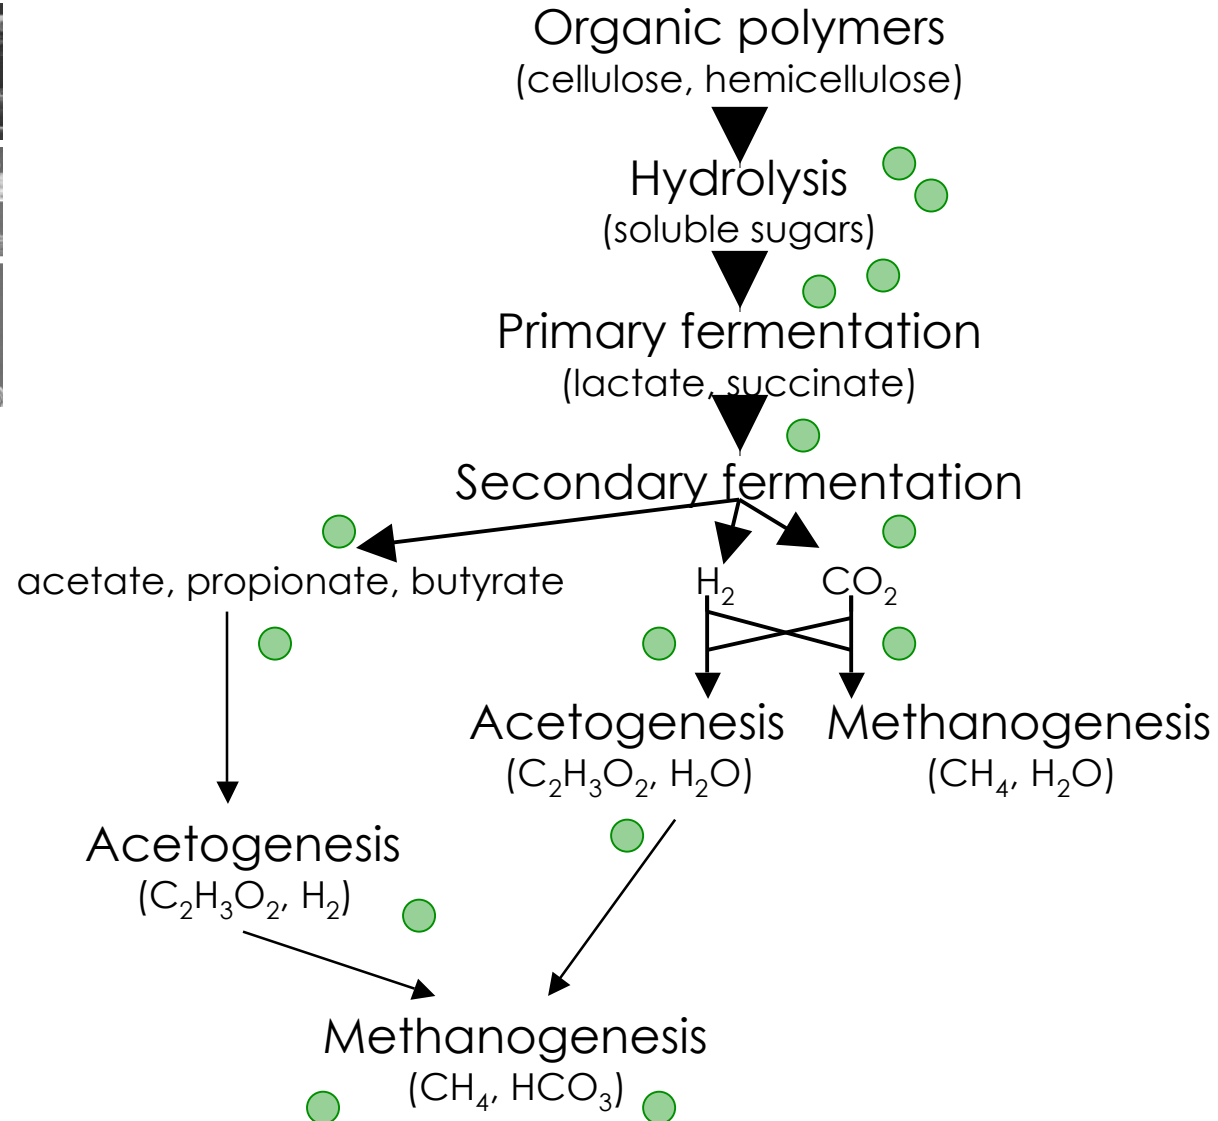 Organic polymers
(cellulose, hemicellulose)
Hydrolysis
(soluble sugars)
Primary fermentation
(lactate, succinate)
Secondary fermentation
acetate, propionate, butyrate
H₂
CO₂
Acetogenesis
(C₂H₃O₂, H₂O)
Methanogenesis
(CH₄, H₂O)
Acetogenesis
(C₂H₃O₂, H₂)
Methanogenesis
(CH₄, HCO₃)